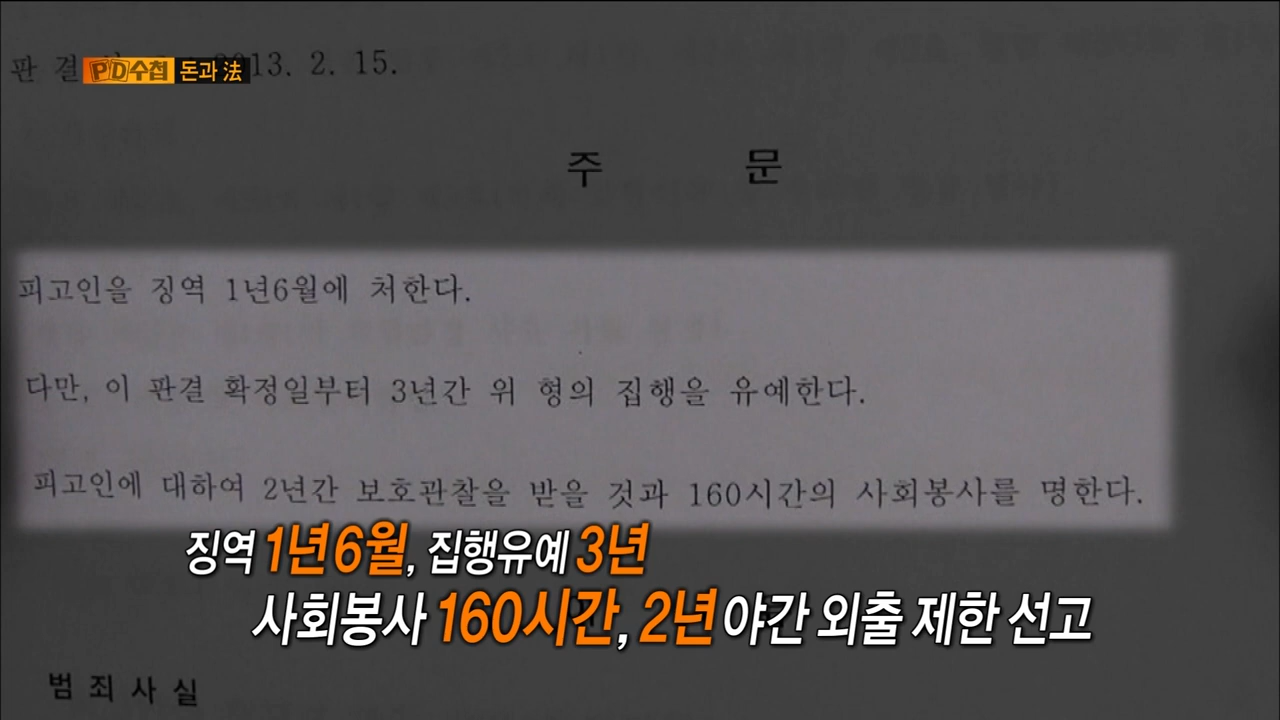 판 결
2013. 2. 15.
PD수첩 돈과 法
주 문
피고인을 징역 1년6월에 처한다.
다만, 이 판결 확정일부터 3년간 위 형의 집행을 유예한다.
피고인에 대하여 2년간 보호관찰을 받을 것과 160시간의 사회봉사를 명한다.
징역 1년 6월, 집행유예 3년
사회봉사 160시간, 2년 야간 외출 제한 선고
범 죄 사 실